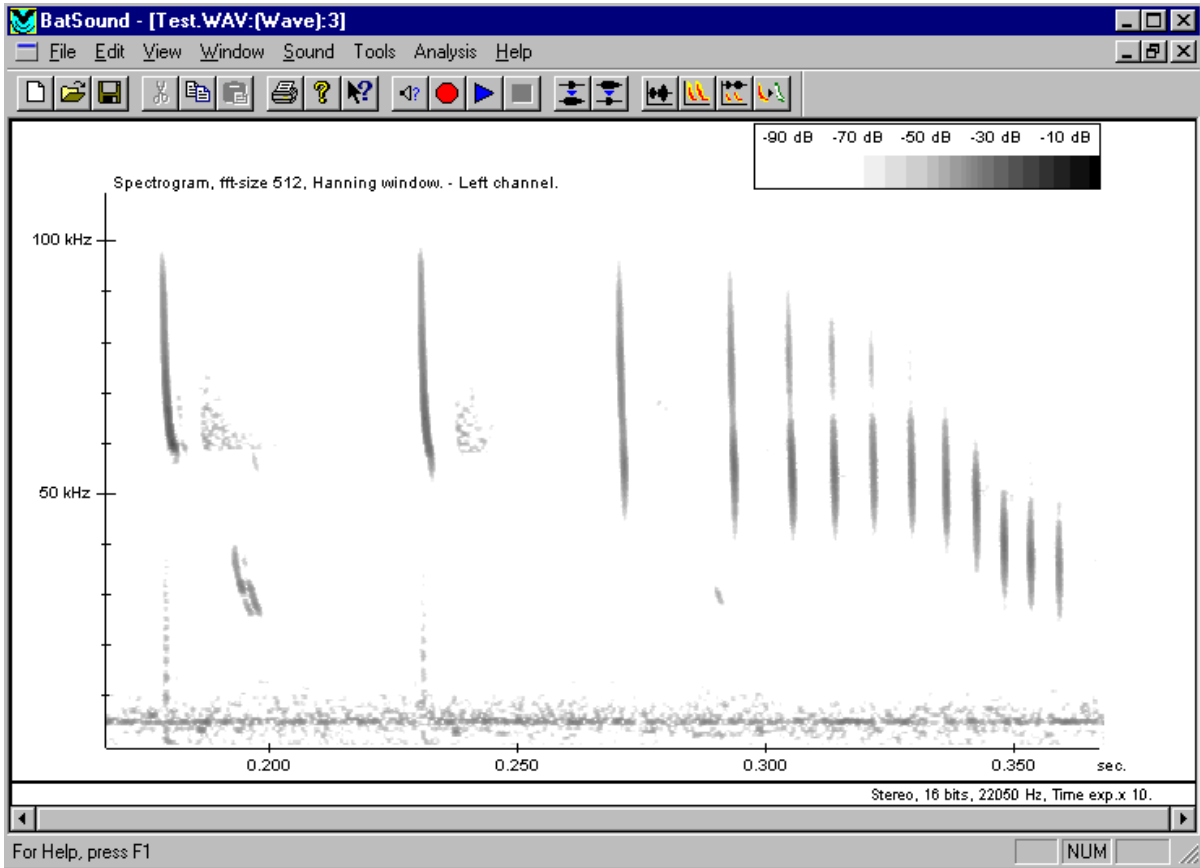 BatSound - [Test.WAV:(Wave):3]
File Edit View Window Sound Tools Analysis Help
-90 dB -70 dB -50 dB -30 dB -10 dB
Spectrogram, fft-size 512, Hanning window. - Left channel.
100 kHz
50 kHz
0.200 0.250 0.300 0.350 sec.
Stereo, 16 bits, 22050 Hz, Time exp.x 10.
For Help, press F1 NUM